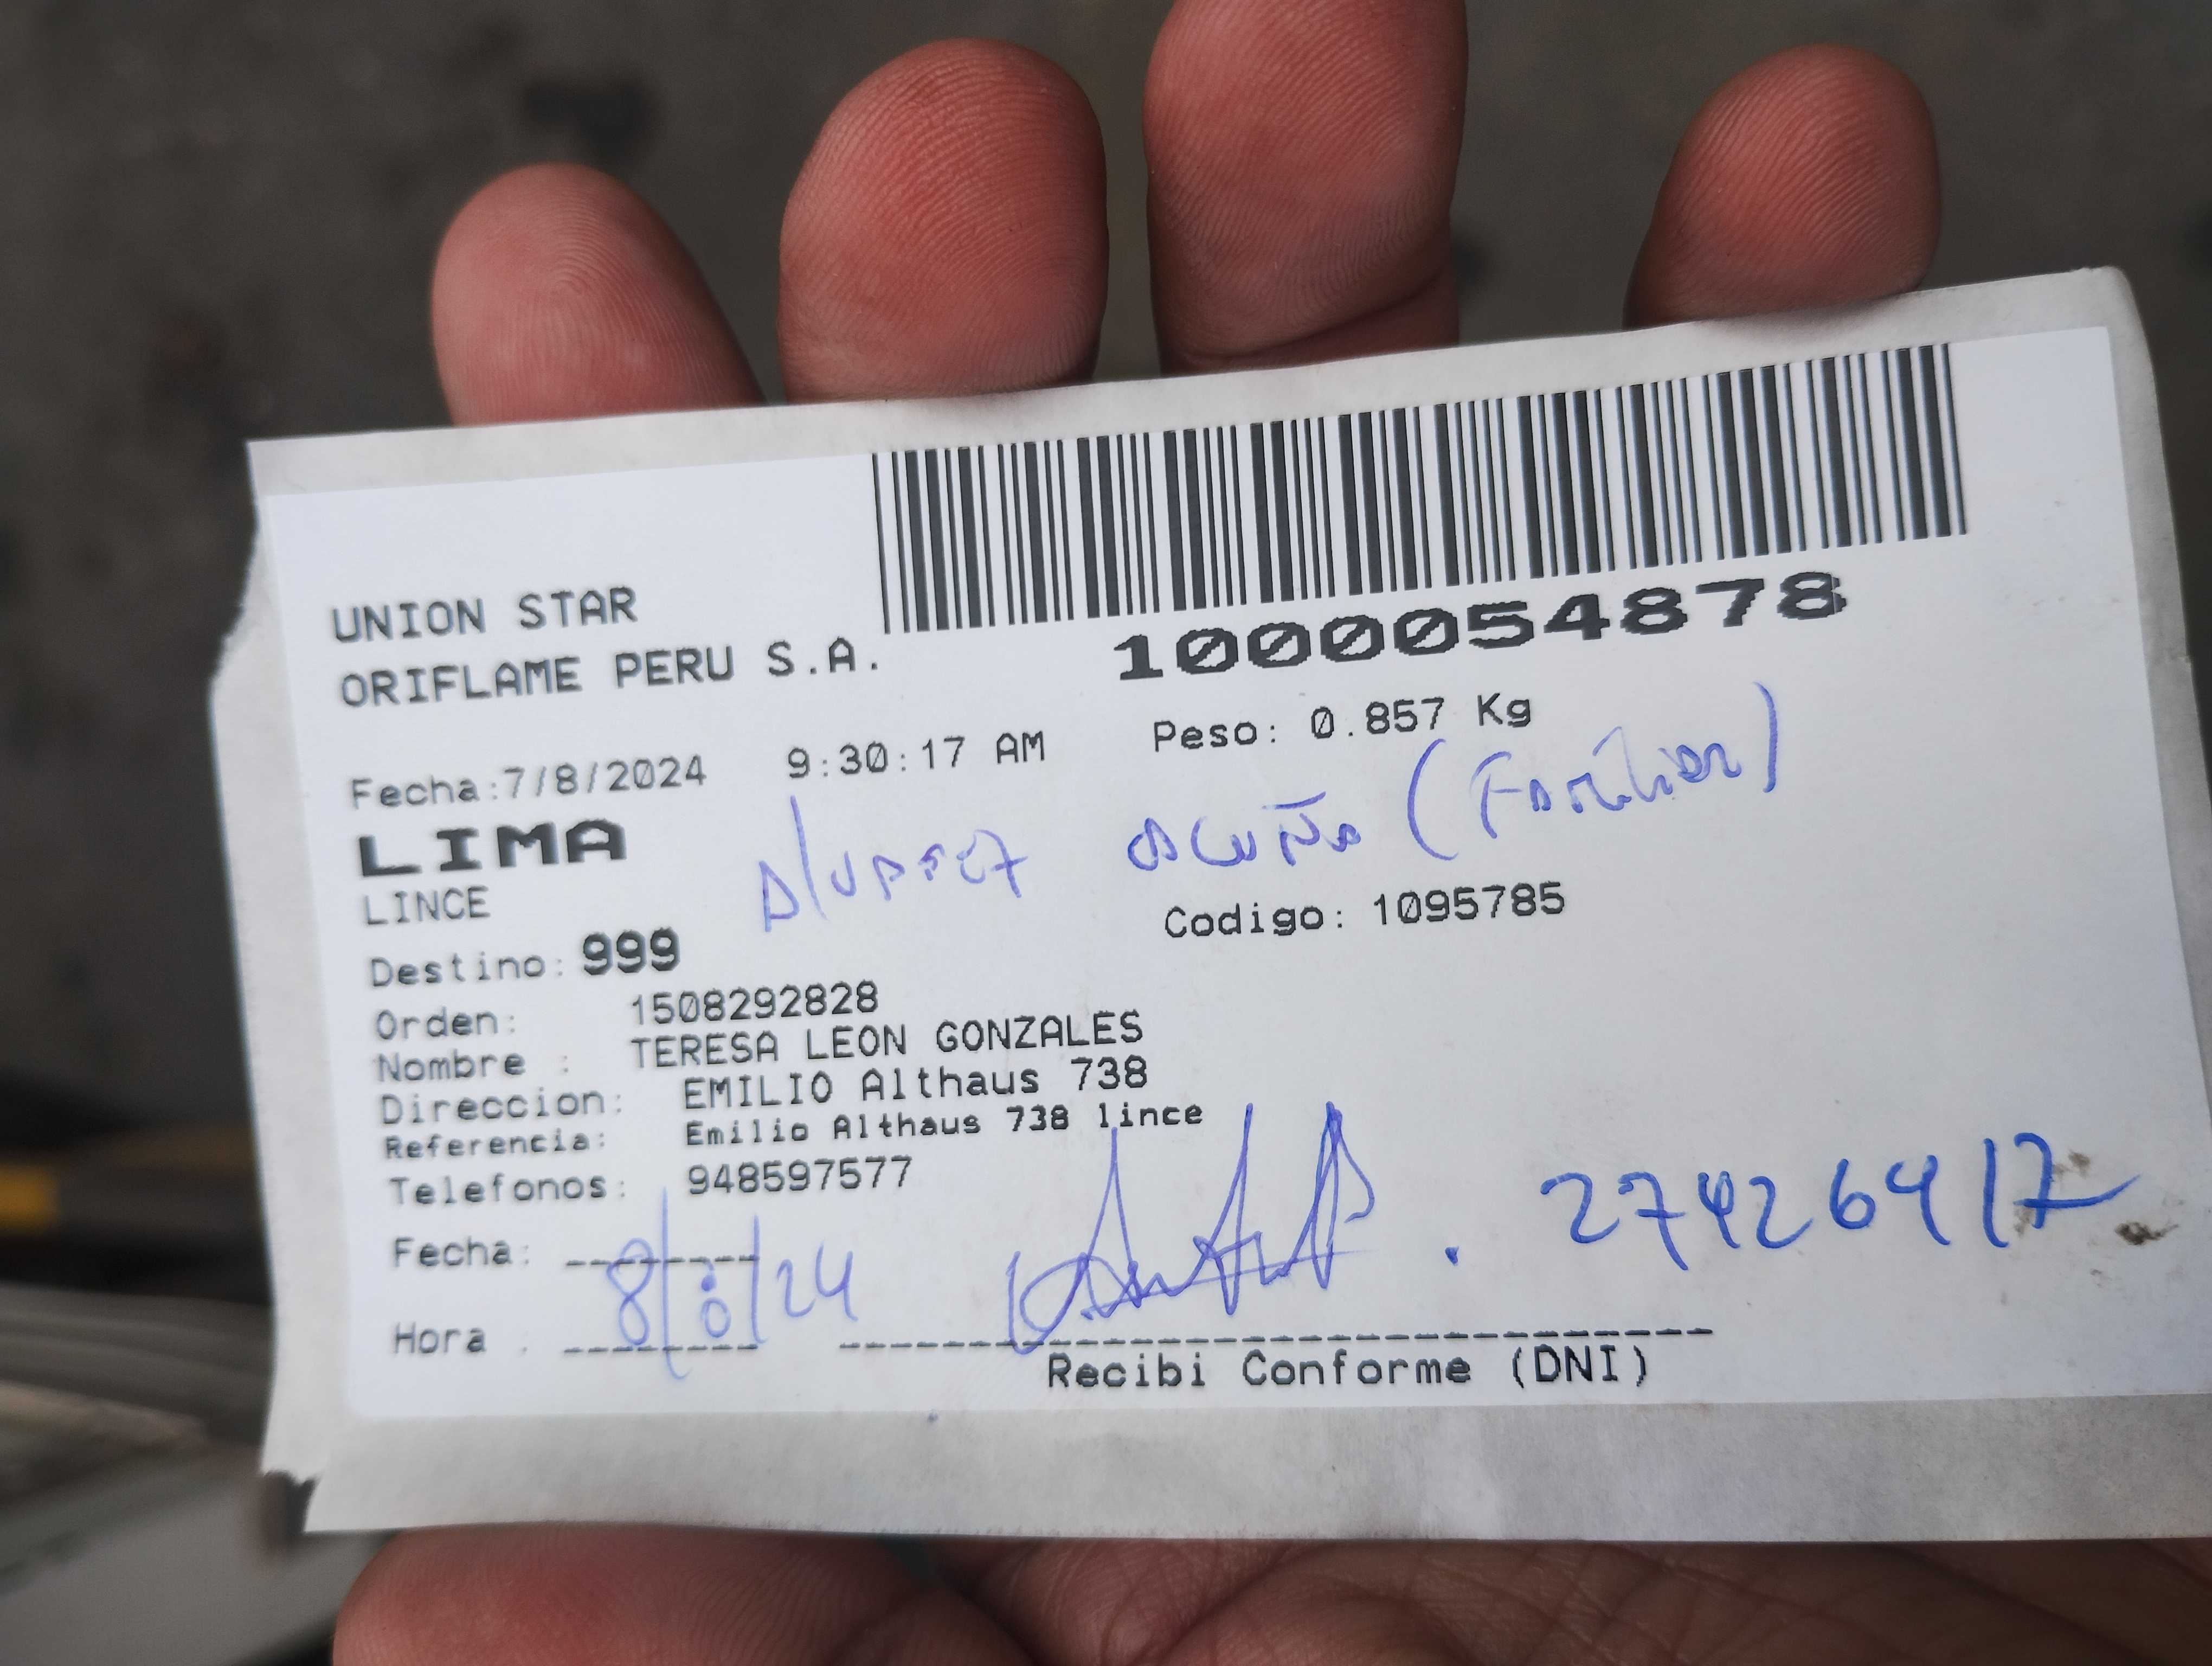 UNION STAR
ORIFLAME PERU S.A.
1000054878
Fecha:7/8/2024 9:30:17 AM Peso: 0.857 Kg
LIMA
acuña (Familiar)
LINCE
Codigo: 1095785
Destino: 999
Orden: 1508292828
Nombre : TERESA LEON GONZALES
Direccion: EMILIO Althaus 738
Referencia: Emilio Althaus 738 lince
Telefonos: 948597577
27426417
Fecha:
8/8/24
Hora :
Recibi Conforme (DNI)